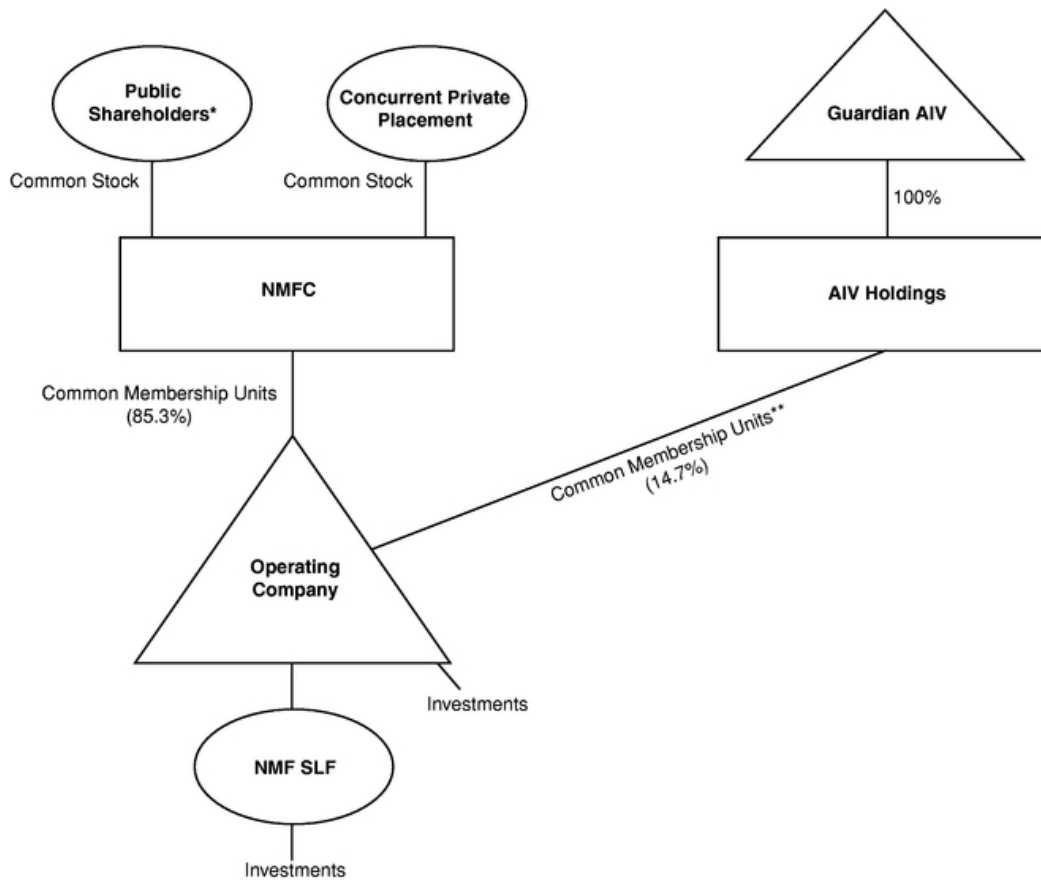 Public
Shareholders*
Concurrent Private
Placement
Guardian AIV
Common Stock
Common Stock
100%
NMFC
AIV Holdings
Common Membership Units
(85.3%)
Common Membership Units**
(14.7%)
Operating
Company
Investments
NMF SLF
Investments